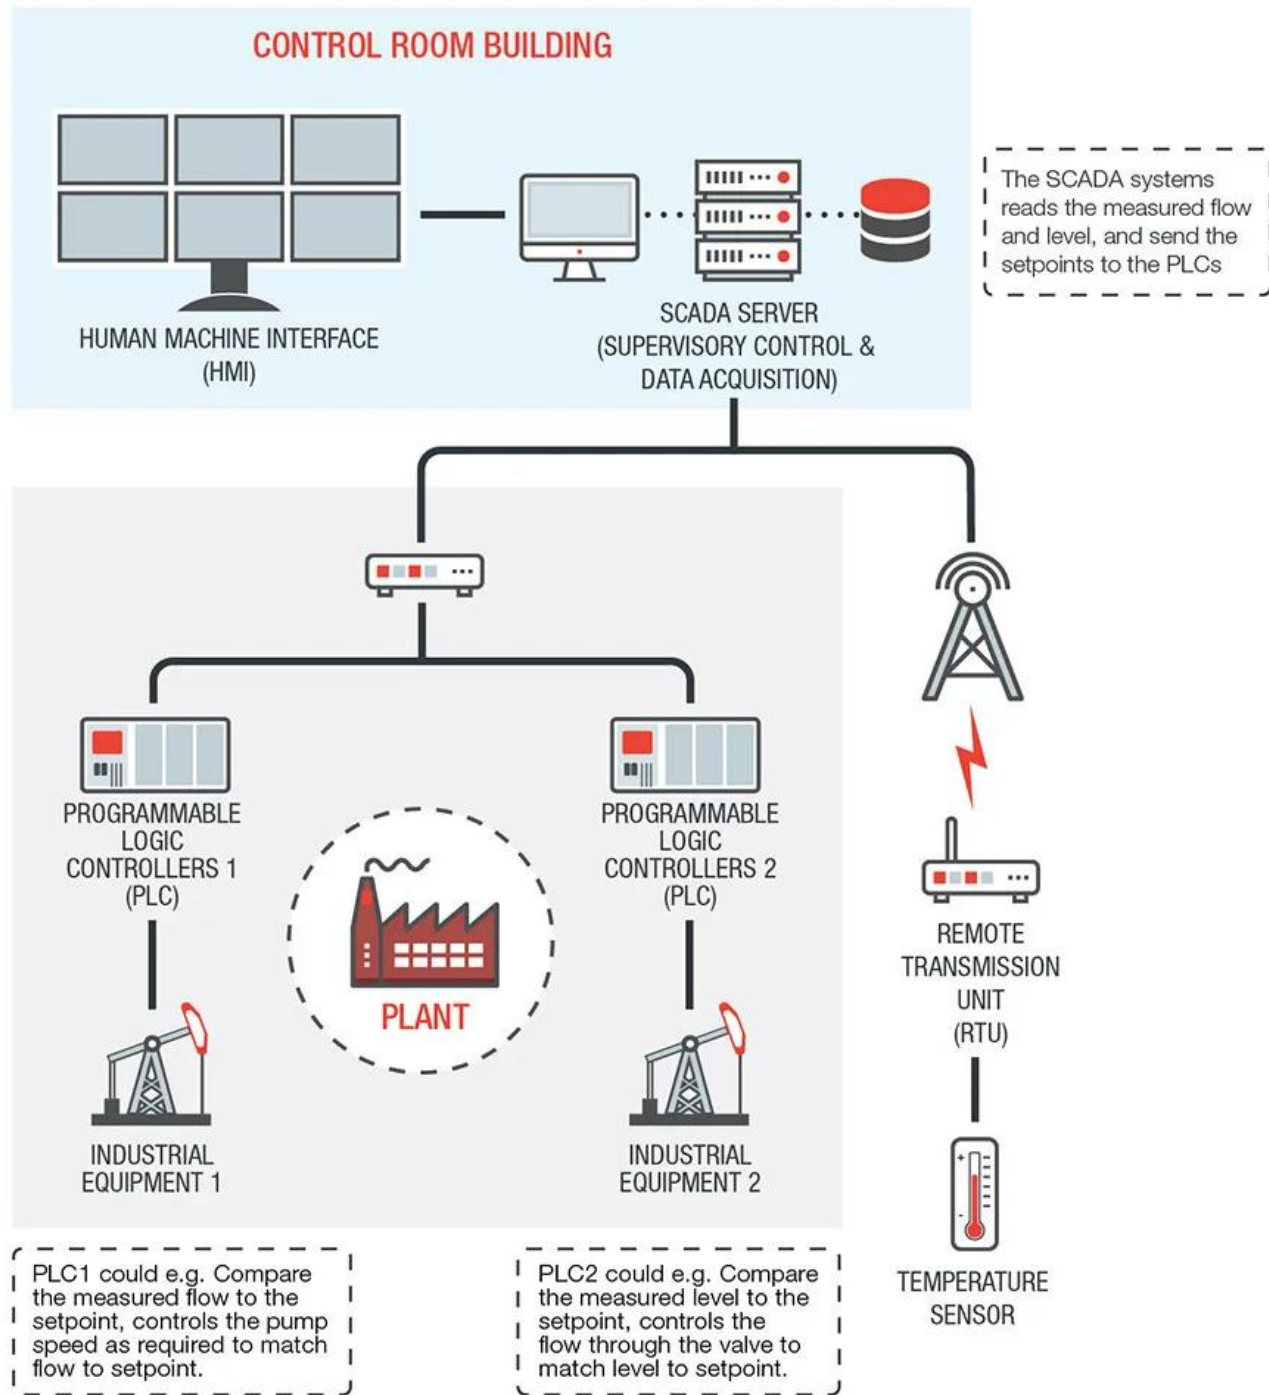 CONTROL ROOM BUILDING
HUMAN MACHINE INTERFACE
(HMI)
SCADA SERVER
(SUPERVISORY CONTROL &
DATA ACQUISITION)
The SCADA systems
reads the measured flow
and level, and send the
setpoints to the PLCs
PROGRAMMABLE
LOGIC
CONTROLLERS 1
(PLC)
PROGRAMMABLE
LOGIC
CONTROLLERS 2
(PLC)
PLANT
INDUSTRIAL
EQUIPMENT 1
INDUSTRIAL
EQUIPMENT 2
REMOTE
TRANSMISSION
UNIT
(RTU)
+
-
TEMPERATURE
SENSOR
PLC1 could e.g. Compare
the measured flow to the
setpoint, controls the pump
speed as required to match
flow to setpoint.
PLC2 could e.g. Compare
the measured level to the
setpoint, controls the
flow through the valve to
match level to setpoint.